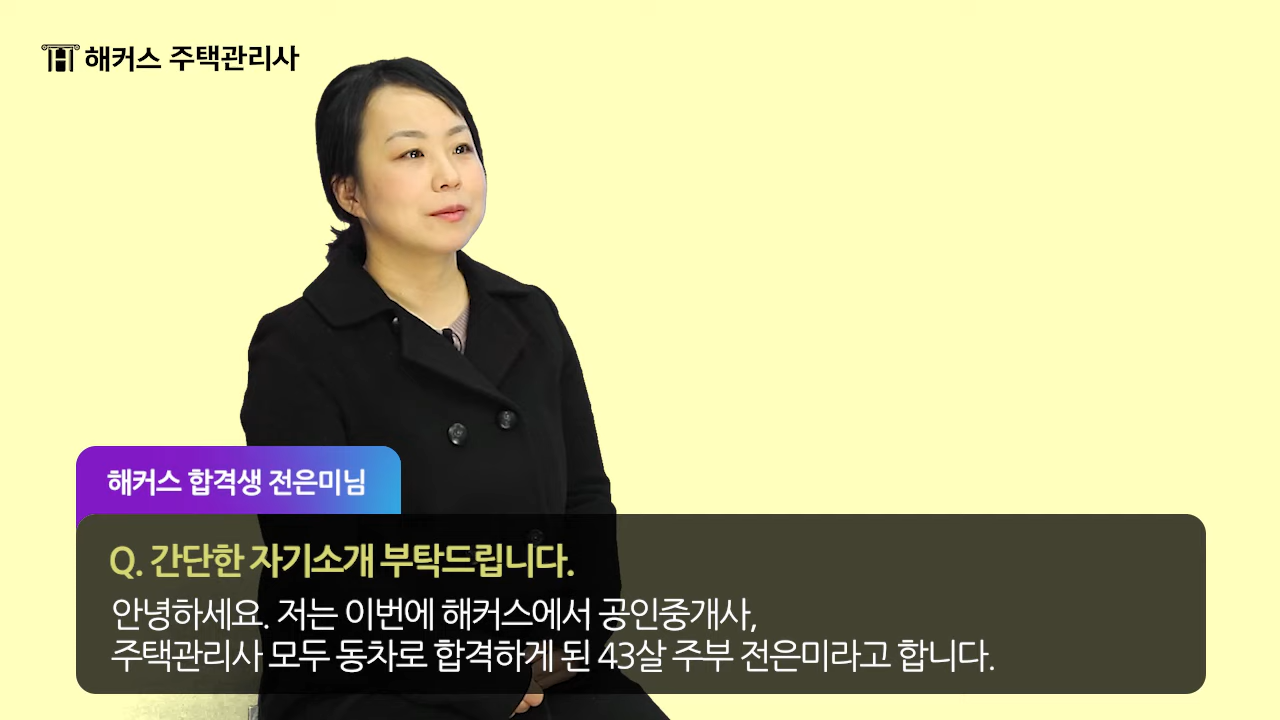 해커스 주택관리사
해커스 합격생 전은미님
Q. 간단한 자기소개 부탁드립니다.
안녕하세요. 저는 이번에 해커스에서 공인중개사,
주택관리사 모두 동차로 합격하게 된 43살 주부 전은미라고 합니다.